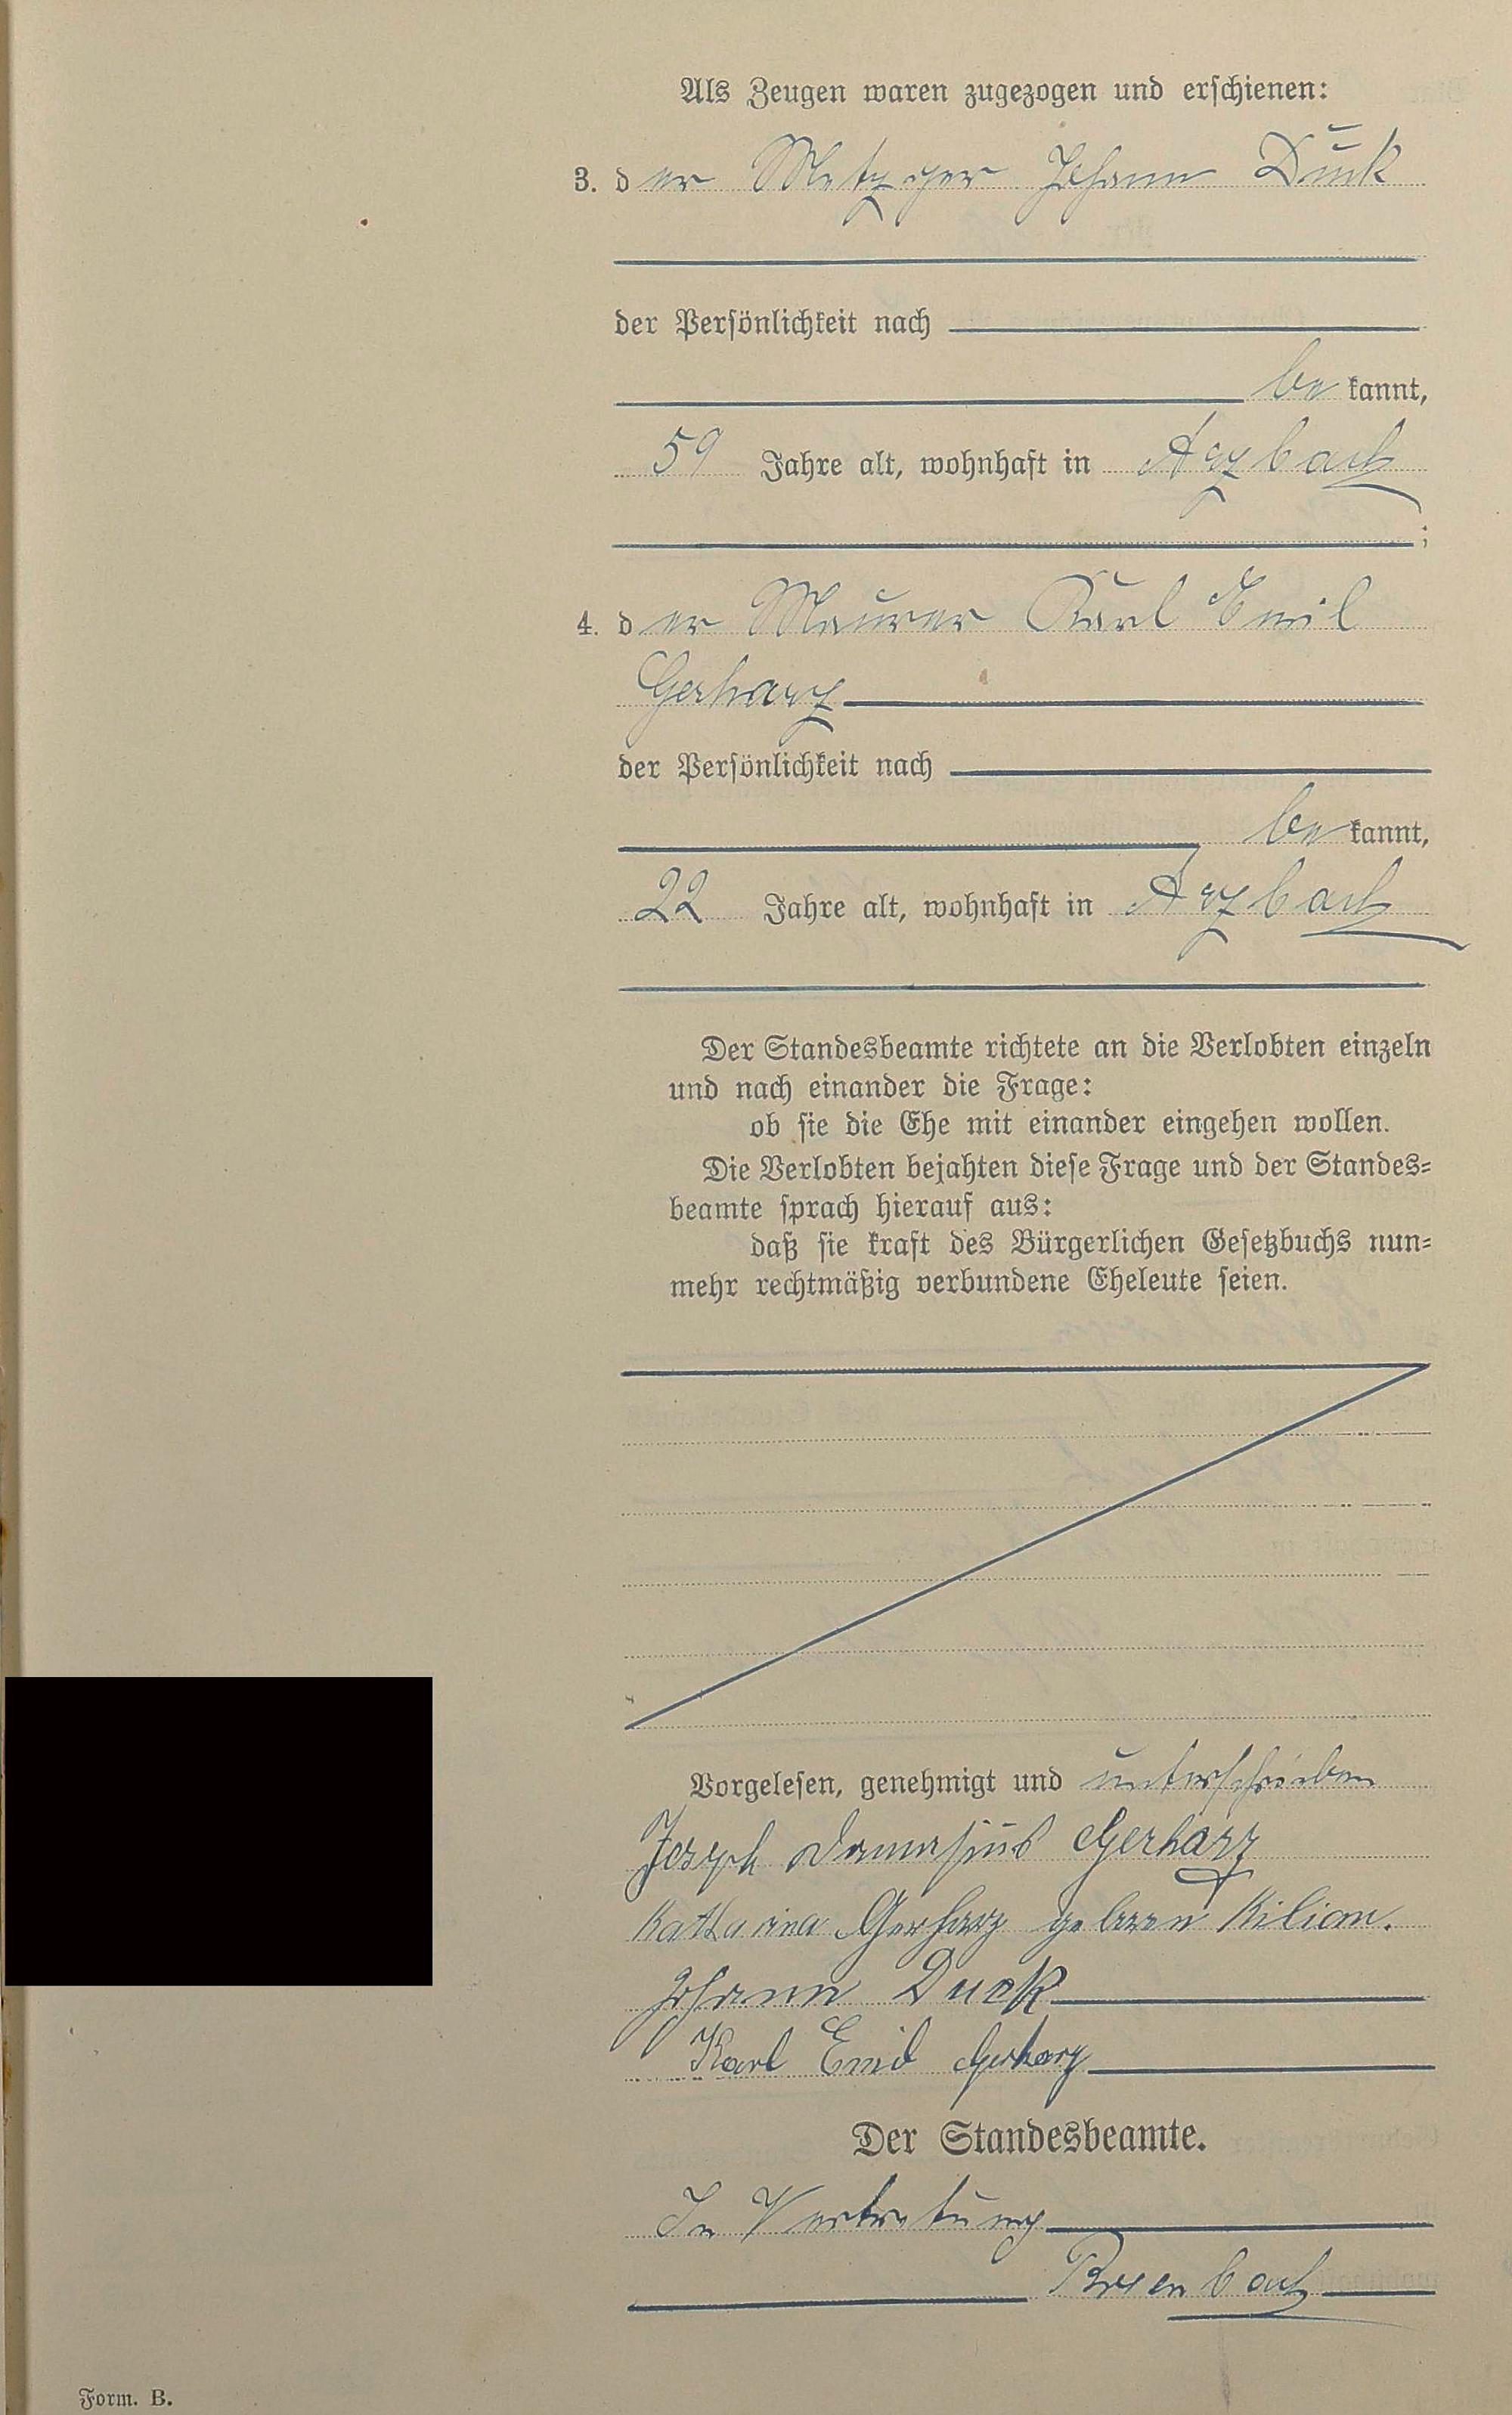 Als Zeugen waren zugezogen und erschienen:
3. der Metzger Johann Duck
der Persönlichkeit nach
bekannt,
59 Jahre alt, wohnhaft in Arzbach
;
4. der Maurer Karl Emil
Gerharz
der Persönlichkeit nach
bekannt,
22 Jahre alt, wohnhaft in Arzbach
Der Standesbeamte richtete an die Verlobten einzeln
und nach einander die Frage:
ob sie die Ehe mit einander eingehen wollen.
Die Verlobten bejahten diese Frage und der Standes=
beamte sprach hierauf aus:
daß sie kraft des Bürgerlichen Gesetzbuchs nun=
mehr rechtmäßig verbundene Eheleute seien.
Vorgelesen, genehmigt und unterschrieben
Joseph Damasius Gerharz
Katharina Gerharz geboren Kilian.
Johann Duck
Karl Emil Gerharz
Der Standesbeamte.
In Vertretung
Form. B.